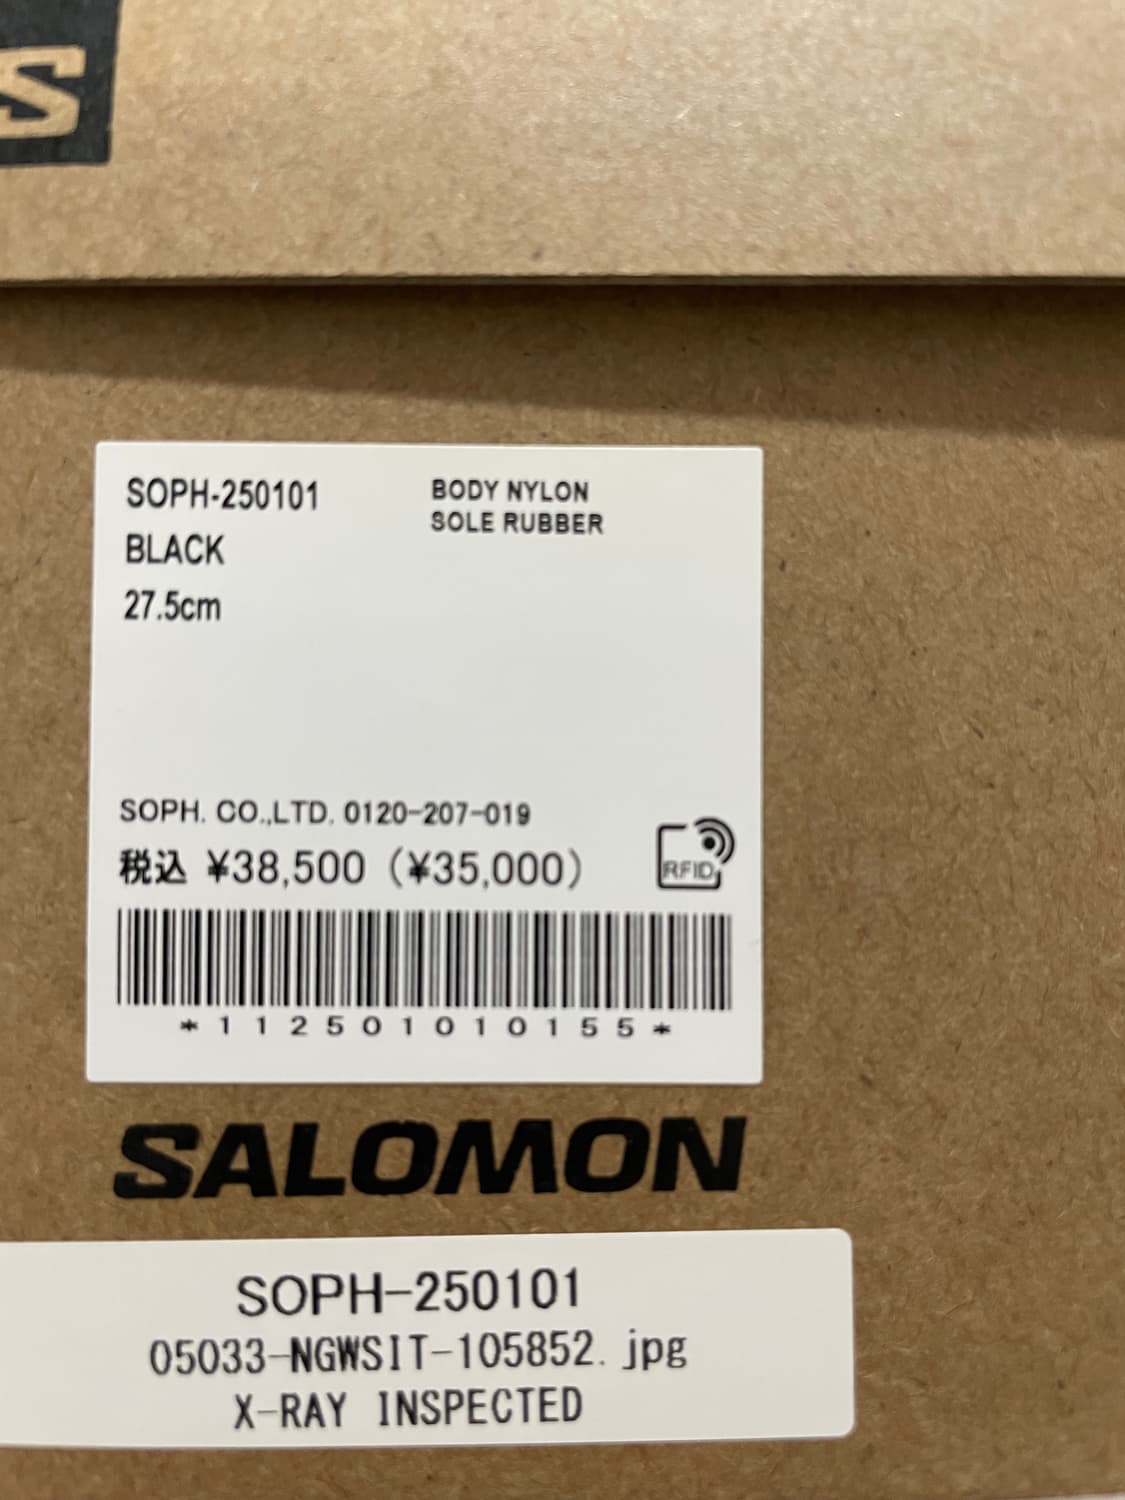 S
SOPH-250101
BLACK
27.5cm
BODY NYLON
SOLE RUBBER
SOPH. CO.,LTD. 0120-207-019
税込 ¥38,500 (¥35,000)
RFID
*112501010155*
SALOMON
SOPH-250101
05033-NGWSIT-105852.jpg
X-RAY INSPECTED